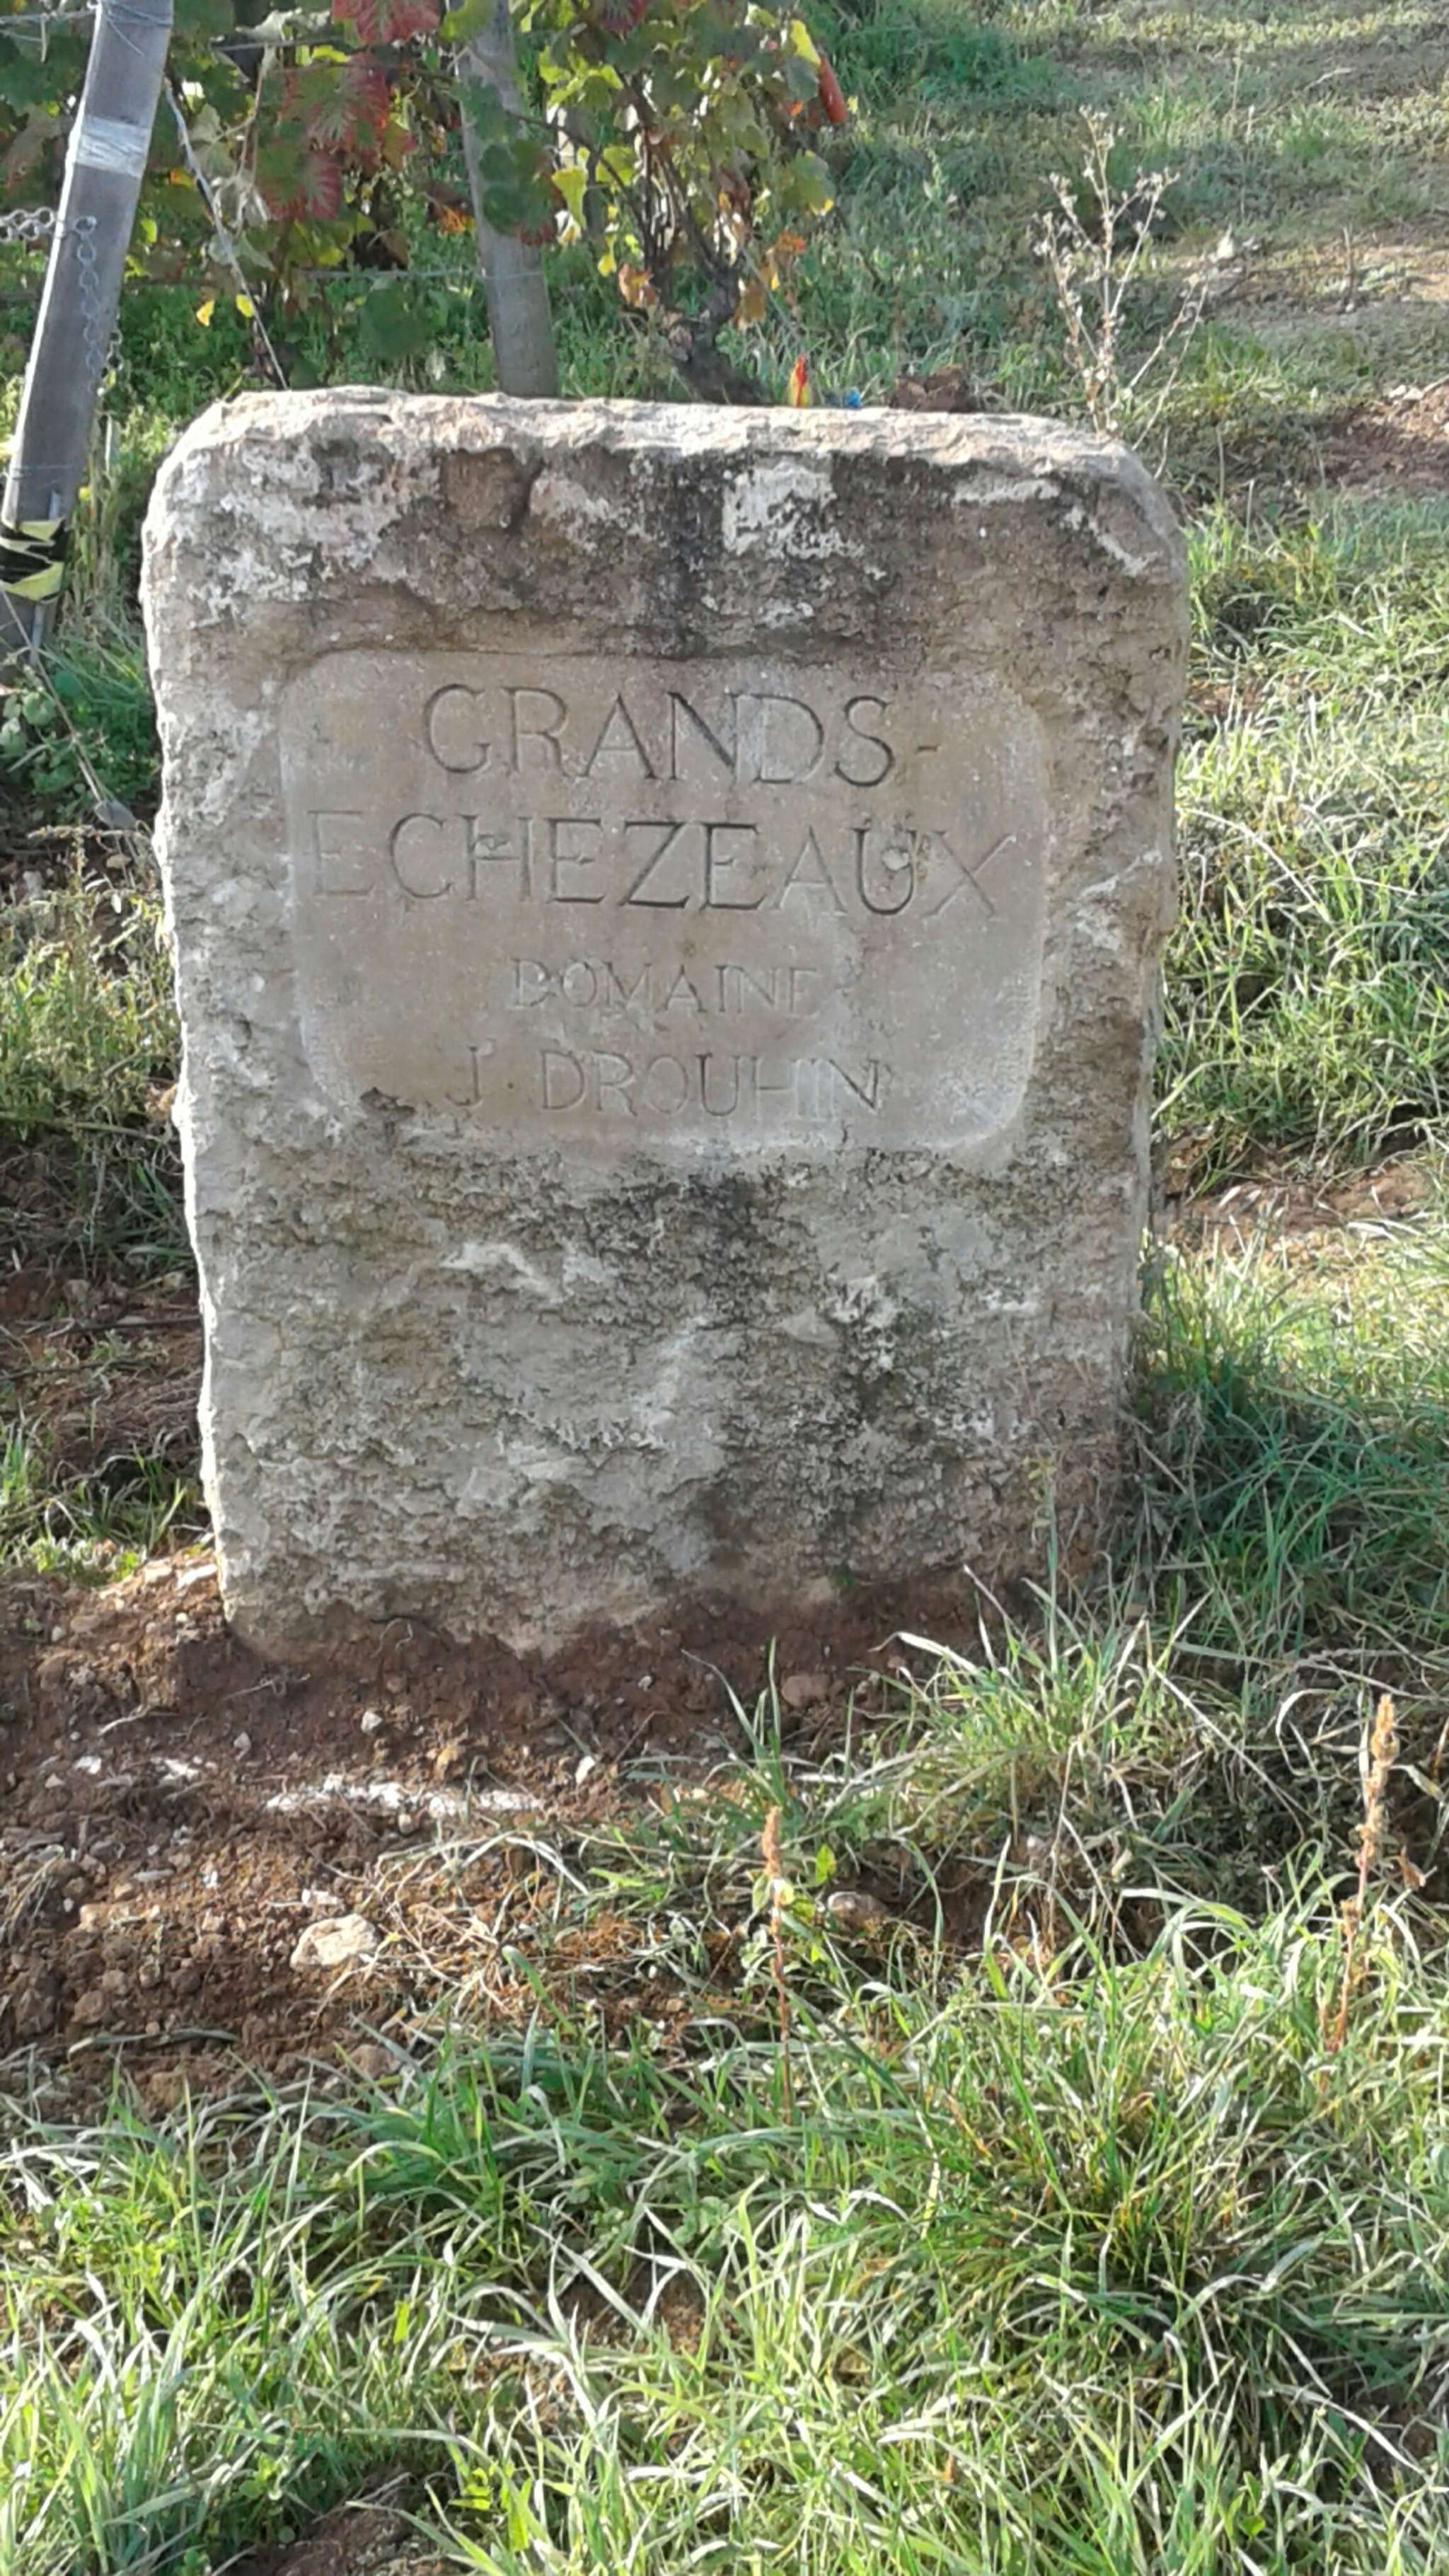 GRANDS-
ECHEZEAUX
DOMAINE
J. DROUHIN